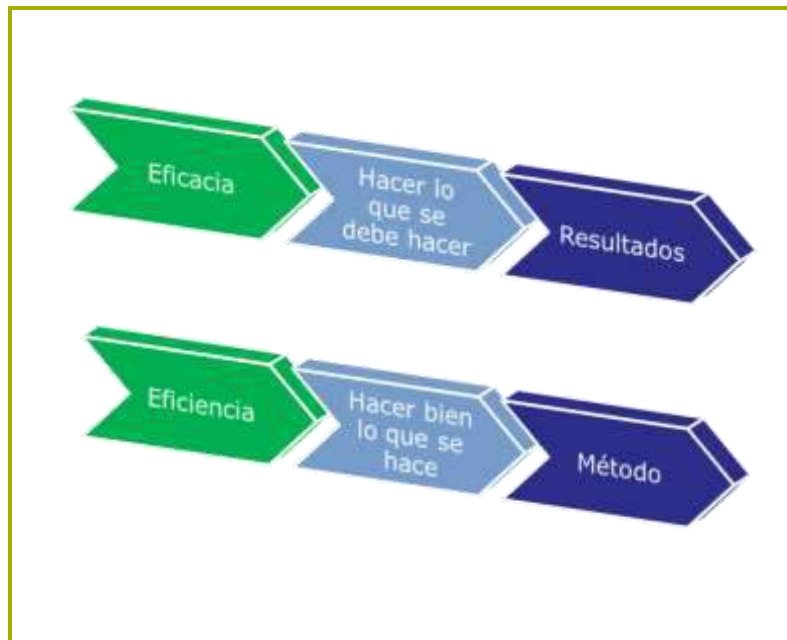 Eficacia
Hacer lo
que se
debe hacer
Resultados
Eficiencia
Hacer bien
lo que se
hace
Método